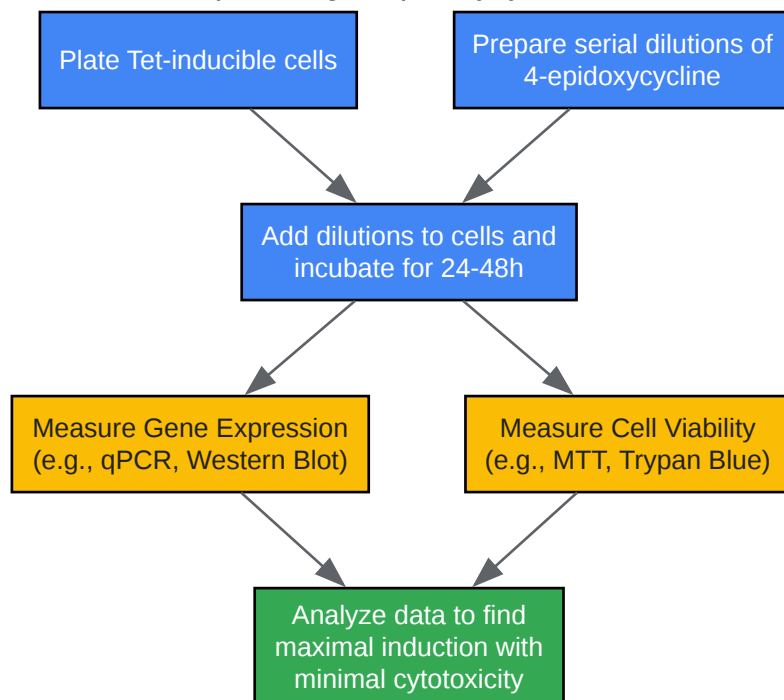 Plate Tet-inducible cells
Prepare serial dilutions of
4-epidoxycycline
Add dilutions to cells and
incubate for 24-48h
Measure Gene Expression
(e.g., qPCR, Western Blot)
Measure Cell Viability
(e.g., MTT, Trypan Blue)
Analyze data to find
maximal induction with
minimal cytotoxicity